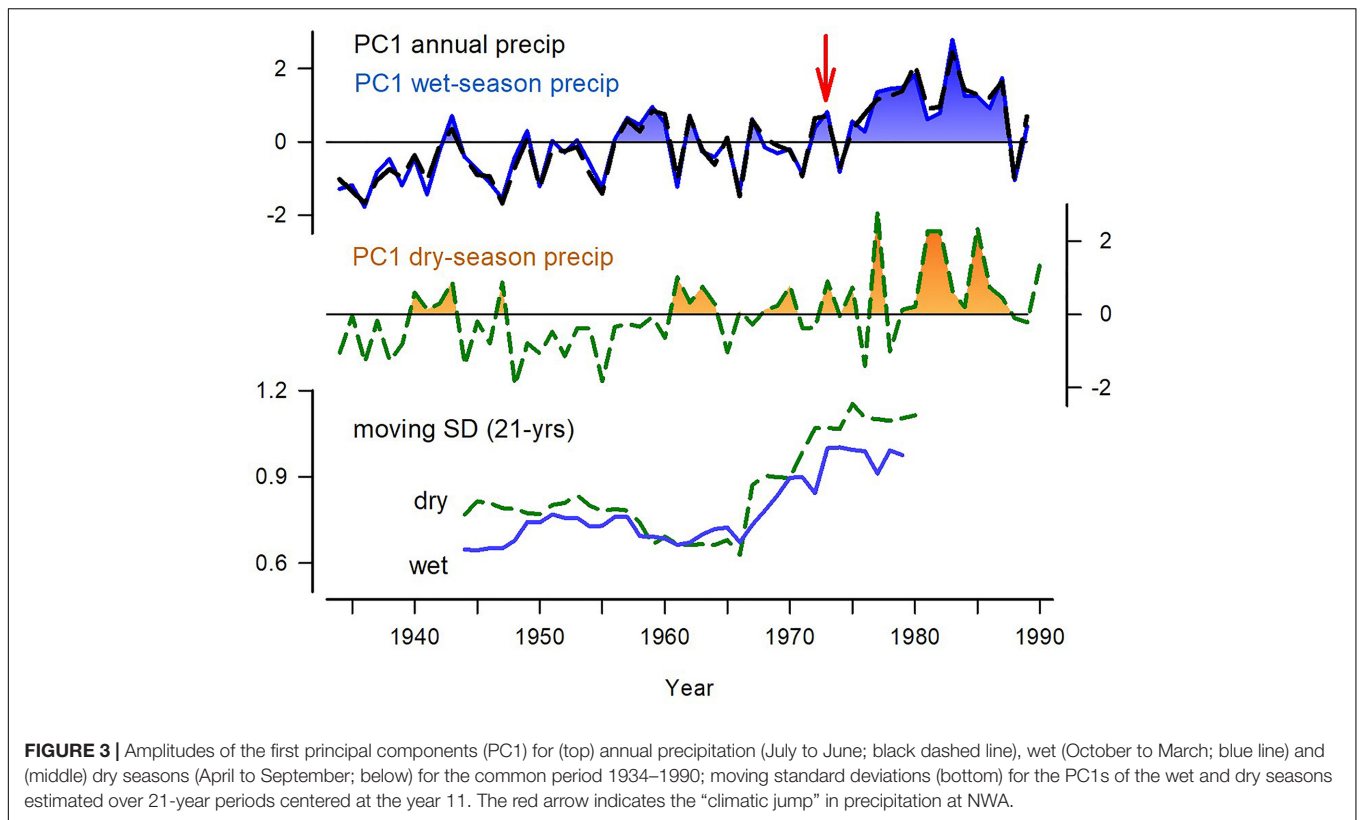 PC1 annual precip
PC1 wet-season precip
2
0
-2
PC1 dry-season precip
2
0
-2
1.2
0.9
0.6
moving SD (21-yrs)
dry
wet
1940 1950 1960 1970 1980 1990
Year
FIGURE 3 | Amplitudes of the first principal components (PC1) for (top) annual precipitation (July to June; black dashed line), wet (October to March; blue line) and
(middle) dry seasons (April to September; below) for the common period 1934–1990; moving standard deviations (bottom) for the PC1s of the wet and dry seasons
estimated over 21-year periods centered at the year 11. The red arrow indicates the “climatic jump” in precipitation at NWA.